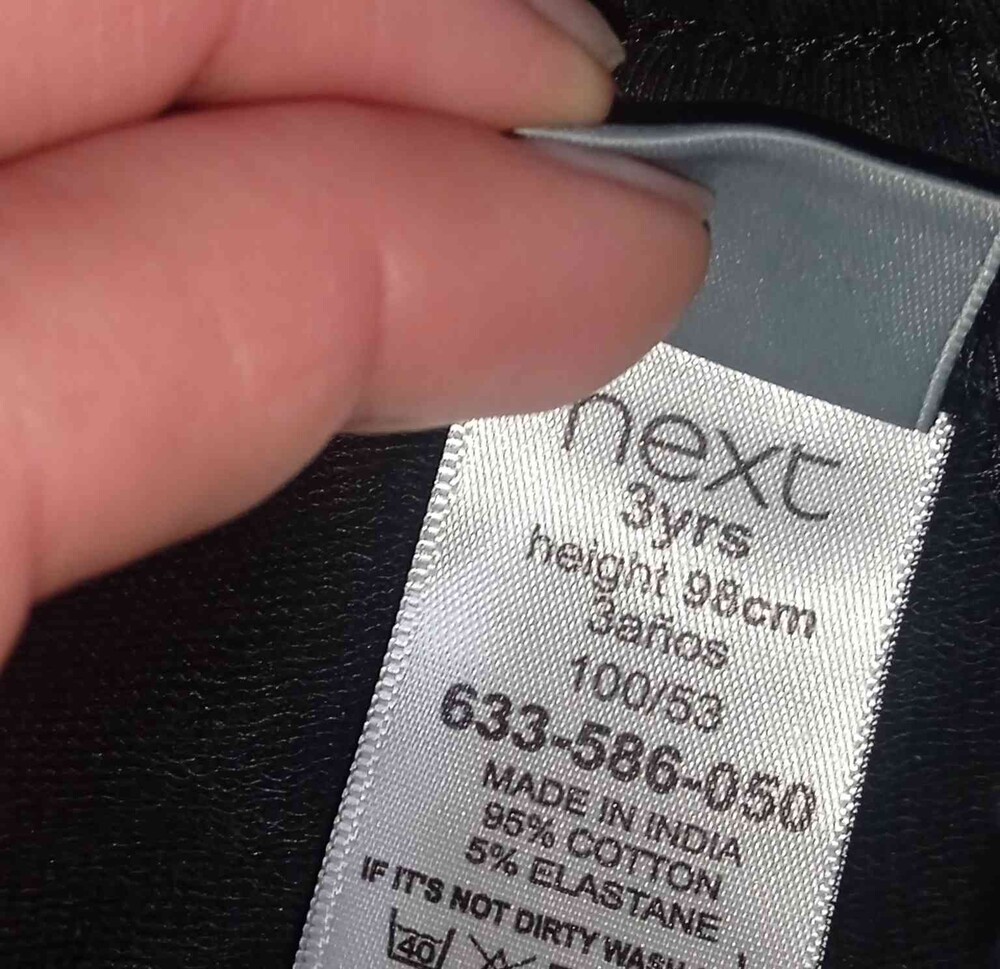 next
3yrs
height 98cm
3años
100/53
633-586-050
MADE IN INDIA
95% COTTON
5% ELASTANE
IF IT'S NOT DIRTY WASH
40